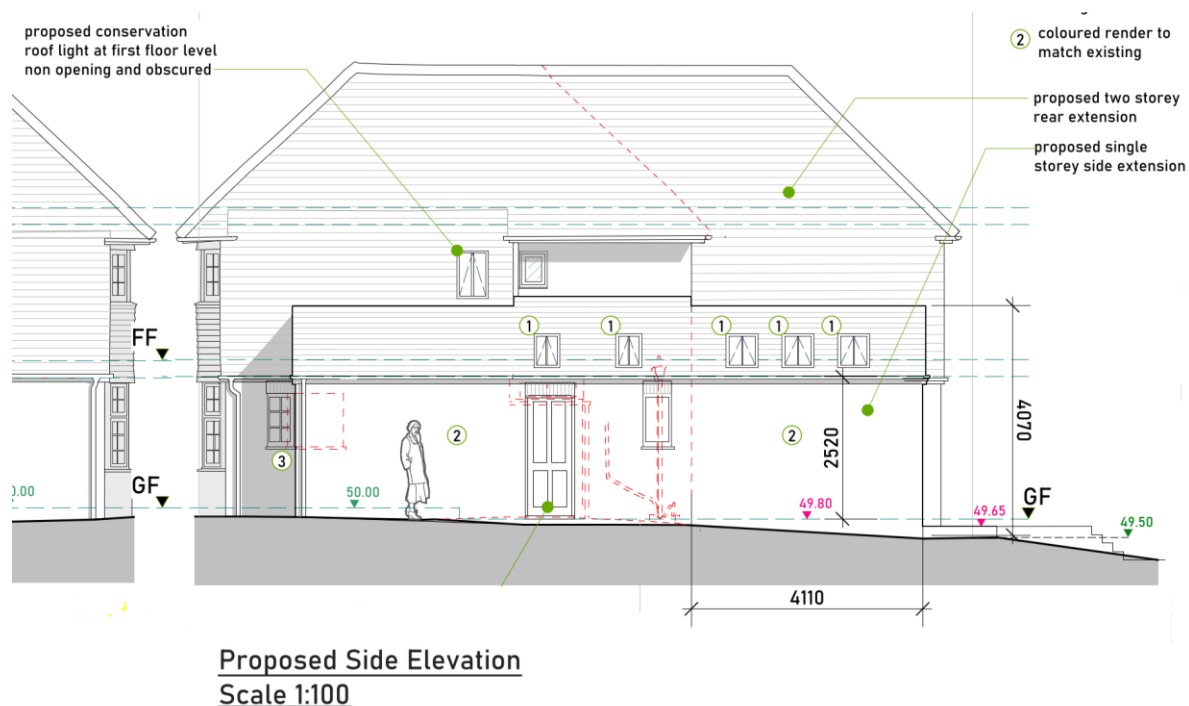 proposed conservation
roof light at first floor level
non opening and obscured
2 coloured render to
match existing
proposed two storey
rear extension
proposed single
storey side extension
1 1 1 1 1
FF
4070
2 2
2520
3
GF
50.00
49.80
GF
49.65
49.50
4110
Proposed Side Elevation
Scale 1:100